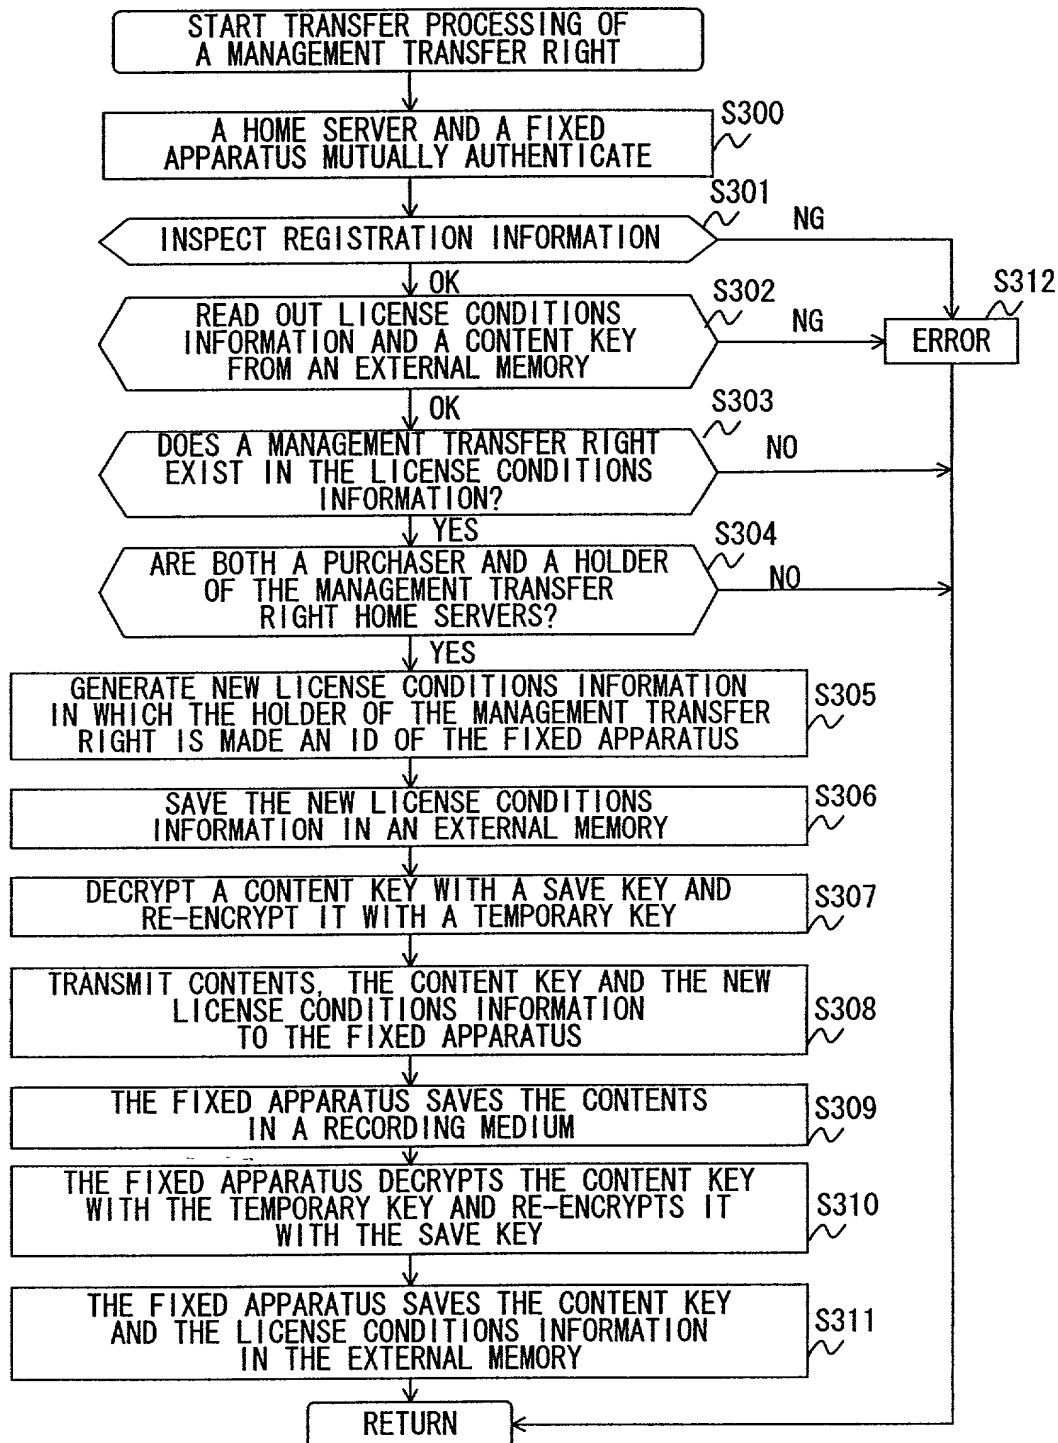 START TRANSFER PROCESSING OF
A MANAGEMENT TRANSFER RIGHT
S300
A HOME SERVER AND A FIXED
APPARATUS MUTUALLY AUTHENTICATE
S301
INSPECT REGISTRATION INFORMATION
NG
OK
S302
S312
READ OUT LICENSE CONDITIONS
INFORMATION AND A CONTENT KEY
FROM AN EXTERNAL MEMORY
NG
ERROR
OK
S303
DOES A MANAGEMENT TRANSFER RIGHT
EXIST IN THE LICENSE CONDITIONS
INFORMATION?
NO
YES
S304
ARE BOTH A PURCHASER AND A HOLDER
OF THE MANAGEMENT TRANSFER
RIGHT HOME SERVERS?
NO
YES
GENERATE NEW LICENSE CONDITIONS INFORMATION
IN WHICH THE HOLDER OF THE MANAGEMENT TRANSFER
RIGHT IS MADE AN ID OF THE FIXED APPARATUS
S305
SAVE THE NEW LICENSE CONDITIONS
INFORMATION IN AN EXTERNAL MEMORY
S306
DECRYPT A CONTENT KEY WITH A SAVE KEY AND
RE-ENCRYPT IT WITH A TEMPORARY KEY
S307
TRANSMIT CONTENTS, THE CONTENT KEY AND THE NEW
LICENSE CONDITIONS INFORMATION
TO THE FIXED APPARATUS
S308
THE FIXED APPARATUS SAVES THE CONTENTS
IN A RECORDING MEDIUM
S309
THE FIXED APPARATUS DECRYPTS THE CONTENT KEY
WITH THE TEMPORARY KEY AND RE-ENCRYPTS IT
WITH THE SAVE KEY
S310
THE FIXED APPARATUS SAVES THE CONTENT KEY
AND THE LICENSE CONDITIONS INFORMATION
IN THE EXTERNAL MEMORY
S311
RETURN